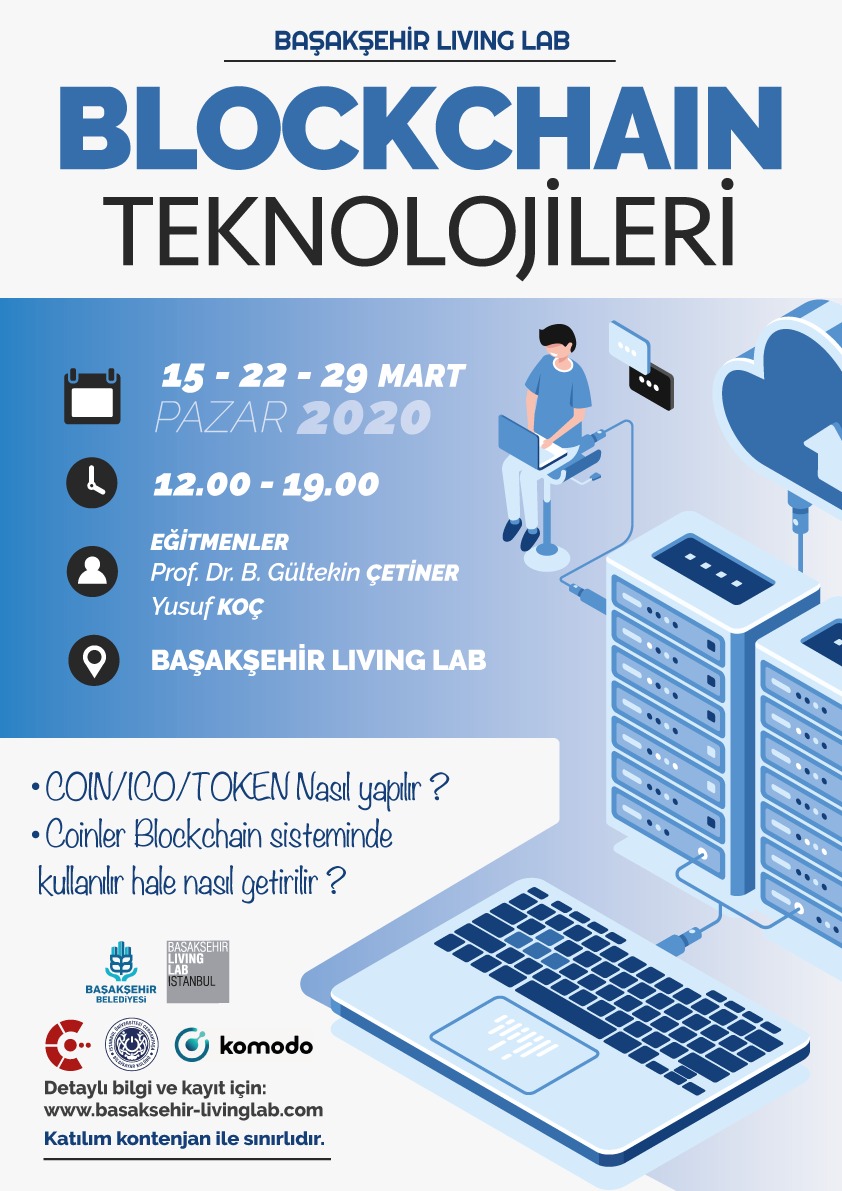 BAŞAKŞEHİR LIVING LAB
BLOCKCHAIN
TEKNOLOJİLERİ
15 - 22 - 29 MART
PAZAR 2020
12.00 - 19.00
EĞİTMENLER
Prof. Dr. B. Gültekin ÇETİNER
Yusuf KOÇ
BAŞAKŞEHİR LIVING LAB
• COIN/ICO/TOKEN Nasıl yapılır ?
• Coinler Blockchain sisteminde
kullanılır hale nasıl getirilir ?
BAŞAKŞEHİR
BELEDİYESİ
BAŞAKŞEHİR
LIVING
LAB
ISTANBUL
komodo
Detaylı bilgi ve kayıt için:
www.basaksehir-livinglab.com
Katılım kontenjan ile sınırlıdır.